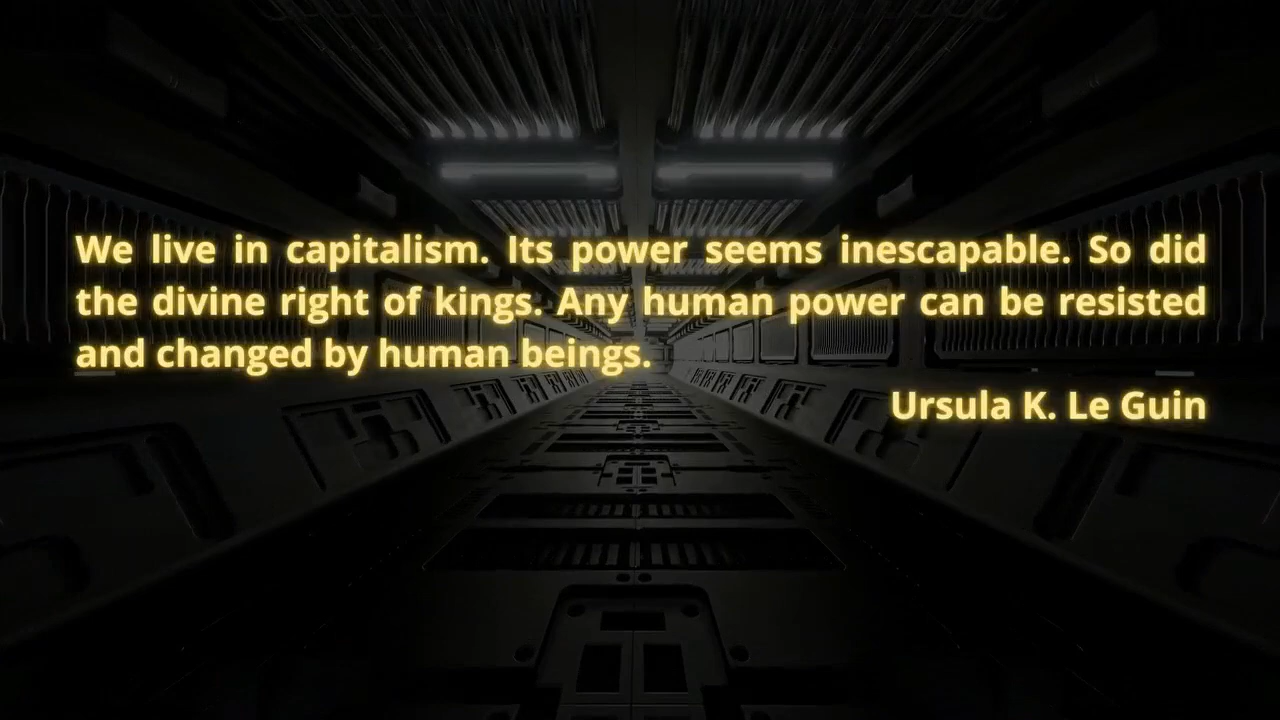 We live in capitalism. Its power seems inescapable. So did
the divine right of kings. Any human power can be resisted
and changed by human beings.
Ursula K. Le Guin